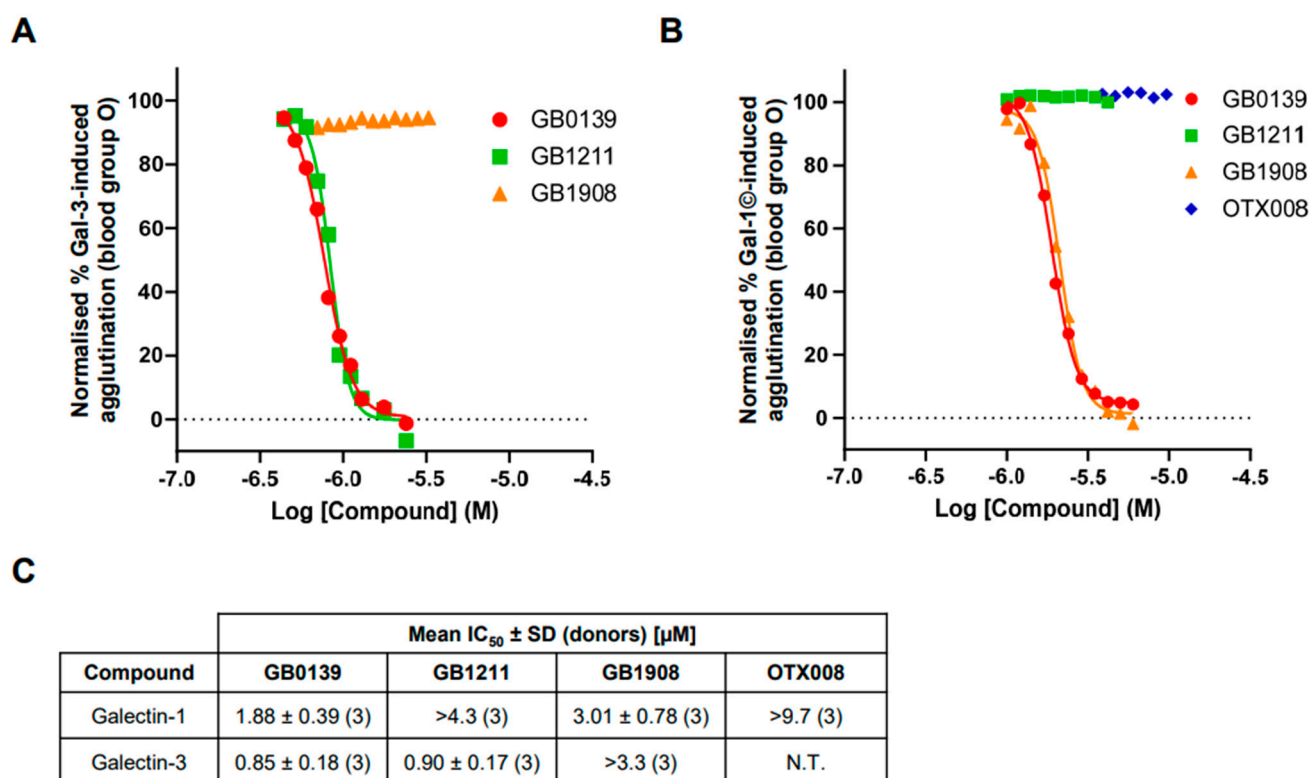 A
Normalised % Gal-3-induced
agglutination (blood group O)
100
80
60
40
20
0
-7.0 -6.5 -6.0 -5.5 -5.0 -4.5
Log [Compound] (M)
GB0139
GB1211
GB1908
B
Normalised % Gal-1©-induced
agglutination (blood group O)
100
80
60
40
20
0
-7.0 -6.5 -6.0 -5.5 -5.0 -4.5
Log [Compound] (M)
GB0139
GB1211
GB1908
OTX008
C
Mean IC₅₀ ± SD (donors) [µM]
Compound GB0139 GB1211 GB1908 OTX008
Galectin-1 1.88 ± 0.39 (3) >4.3 (3) 3.01 ± 0.78 (3) >9.7 (3)
Galectin-3 0.85 ± 0.18 (3) 0.90 ± 0.17 (3) >3.3 (3) N.T.